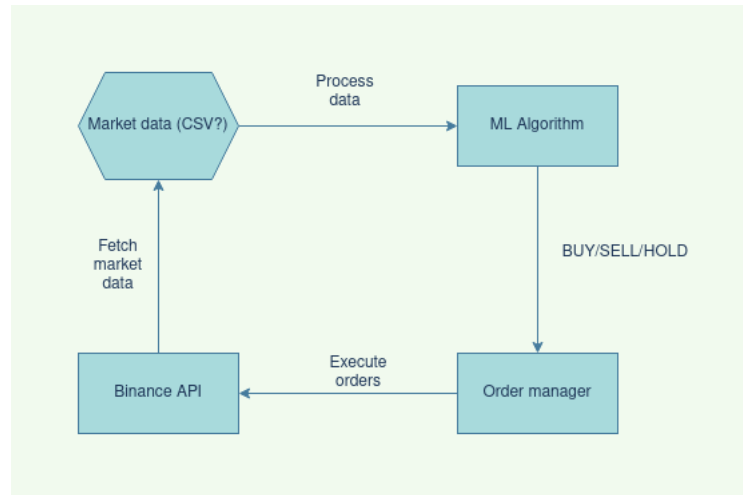 Process
data
Market data (CSV?)
ML Algorithm
Fetch
market
data
BUY/SELL/HOLD
Execute
orders
Binance API
Order manager